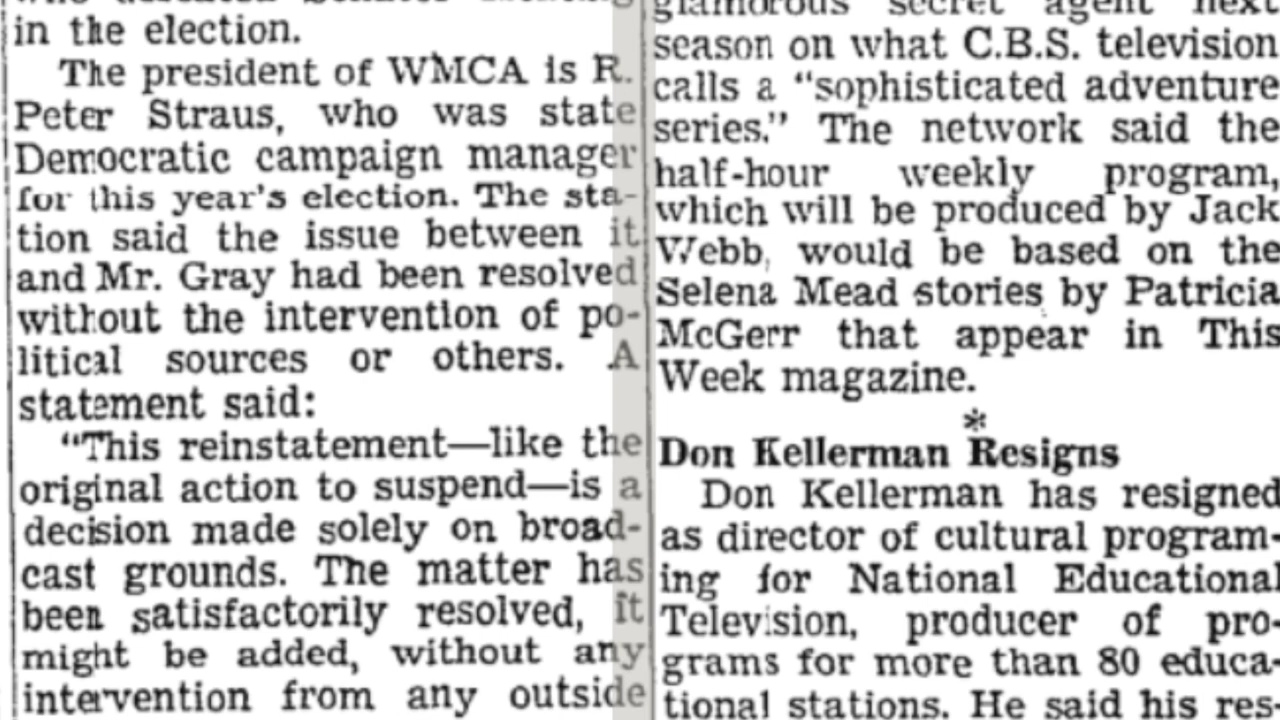 in the election.
The president of WMCA is R.
Peter Straus, who was state
Democratic campaign manager
for this year's election. The sta-
tion said the issue between it
and Mr. Gray had been resolved
without the intervention of po-
litical sources or others. A
statement said:
“This reinstatement—like the
original action to suspend—is a
decision made solely on broad-
cast grounds. The matter has
been satisfactorily resolved, it
might be added, without any
intervention from any outside
glamorous secret agent next
season on what C.B.S. television
calls a “sophisticated adventure
series.” The network said the
half-hour weekly program,
which will be produced by Jack
Webb, would be based on the
Selena Mead stories by Patricia
McGerr that appear in This
Week magazine.
*
Don Kellerman Resigns
Don Kellerman has resigned
as director of cultural program-
ing for National Educational
Television, producer of pro-
grams for more than 80 educa-
tional stations. He said his res-